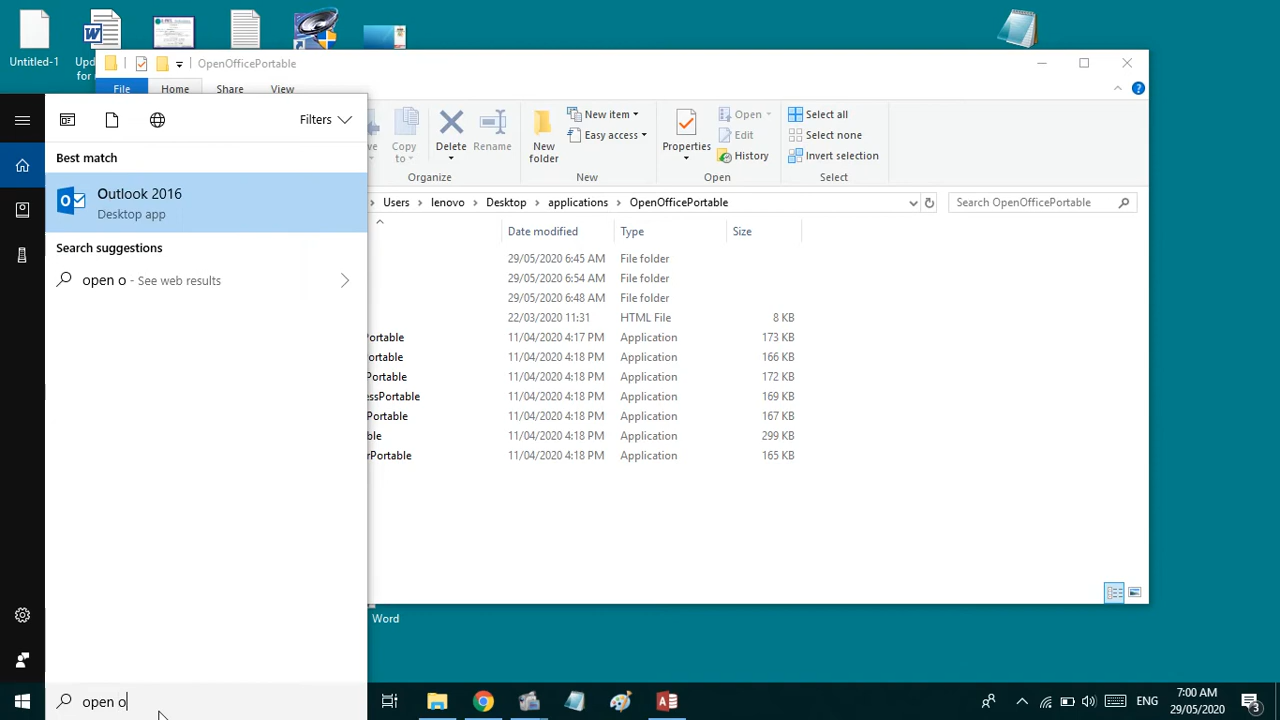 Untitled-1
Upd
for
OpenOfficePortable
File
Home
Share
View
Copy
to
Delete
Rename
New
folder
New item
Easy access
Properties
Open
Edit
History
Select all
Select none
Invert selection
Organize
New
Open
Select
Users
lenovo
Desktop
applications
OpenOfficePortable
Search OpenOfficePortable
Date modified
Type
Size
29/05/2020 6:45 AM File folder
29/05/2020 6:54 AM File folder
29/05/2020 6:48 AM File folder
22/03/2020 11:31 HTML File 8 KB
Portable 11/04/2020 4:17 PM Application 173 KB
ortable 11/04/2020 4:18 PM Application 166 KB
Portable 11/04/2020 4:18 PM Application 172 KB
essPortable 11/04/2020 4:18 PM Application 169 KB
Portable 11/04/2020 4:18 PM Application 167 KB
ble 11/04/2020 4:18 PM Application 299 KB
rPortable 11/04/2020 4:18 PM Application 165 KB
Filters
Best match
Outlook 2016
Desktop app
Search suggestions
open o - See web results
Word
open o
ENG
7:00 AM
29/05/2020
3